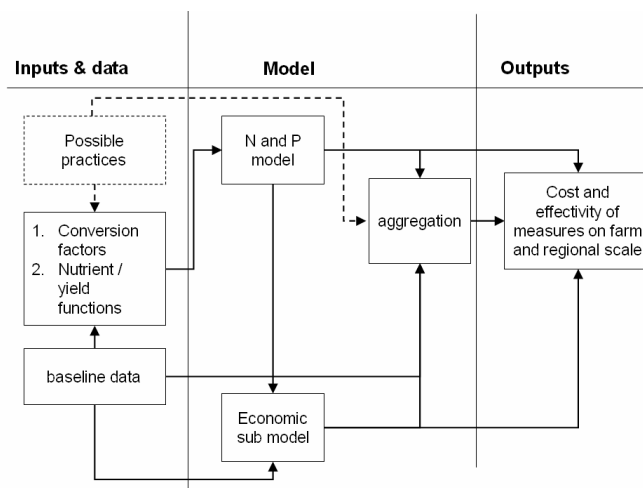 Inputs & data
Model
Outputs
Possible
practices
N and P
model
1. Conversion
factors
2. Nutrient /
yield
functions
aggregation
Cost and
effectivity of
measures on farm
and regional scale
baseline data
Economic
sub model